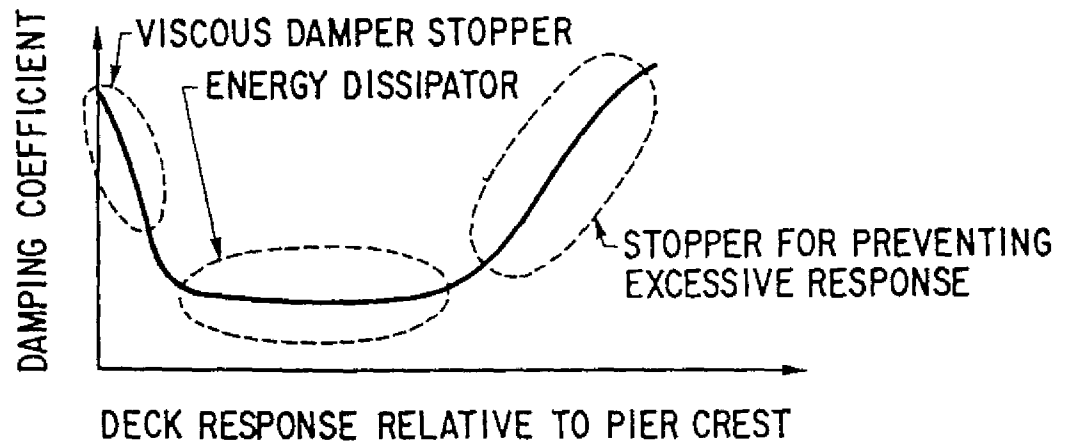 VISCOUS DAMPER STOPPER
ENERGY DISSIPATOR
STOPPER FOR PREVENTING
EXCESSIVE RESPONSE
DAMPING COEFFICIENT
DECK RESPONSE RELATIVE TO PIER CREST